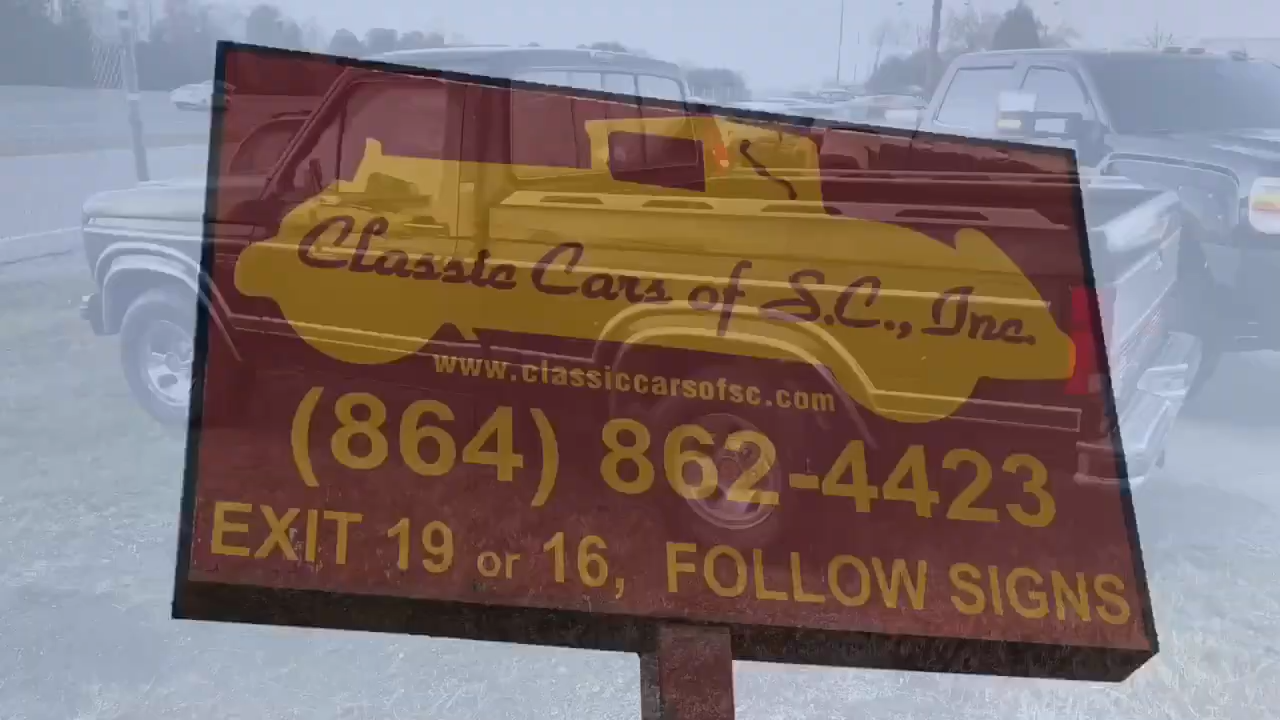 Classic Cars of S.C., Inc.
www.classiccarsofsc.com
(864) 862-4423
EXIT 19 or 16, FOLLOW SIGNS